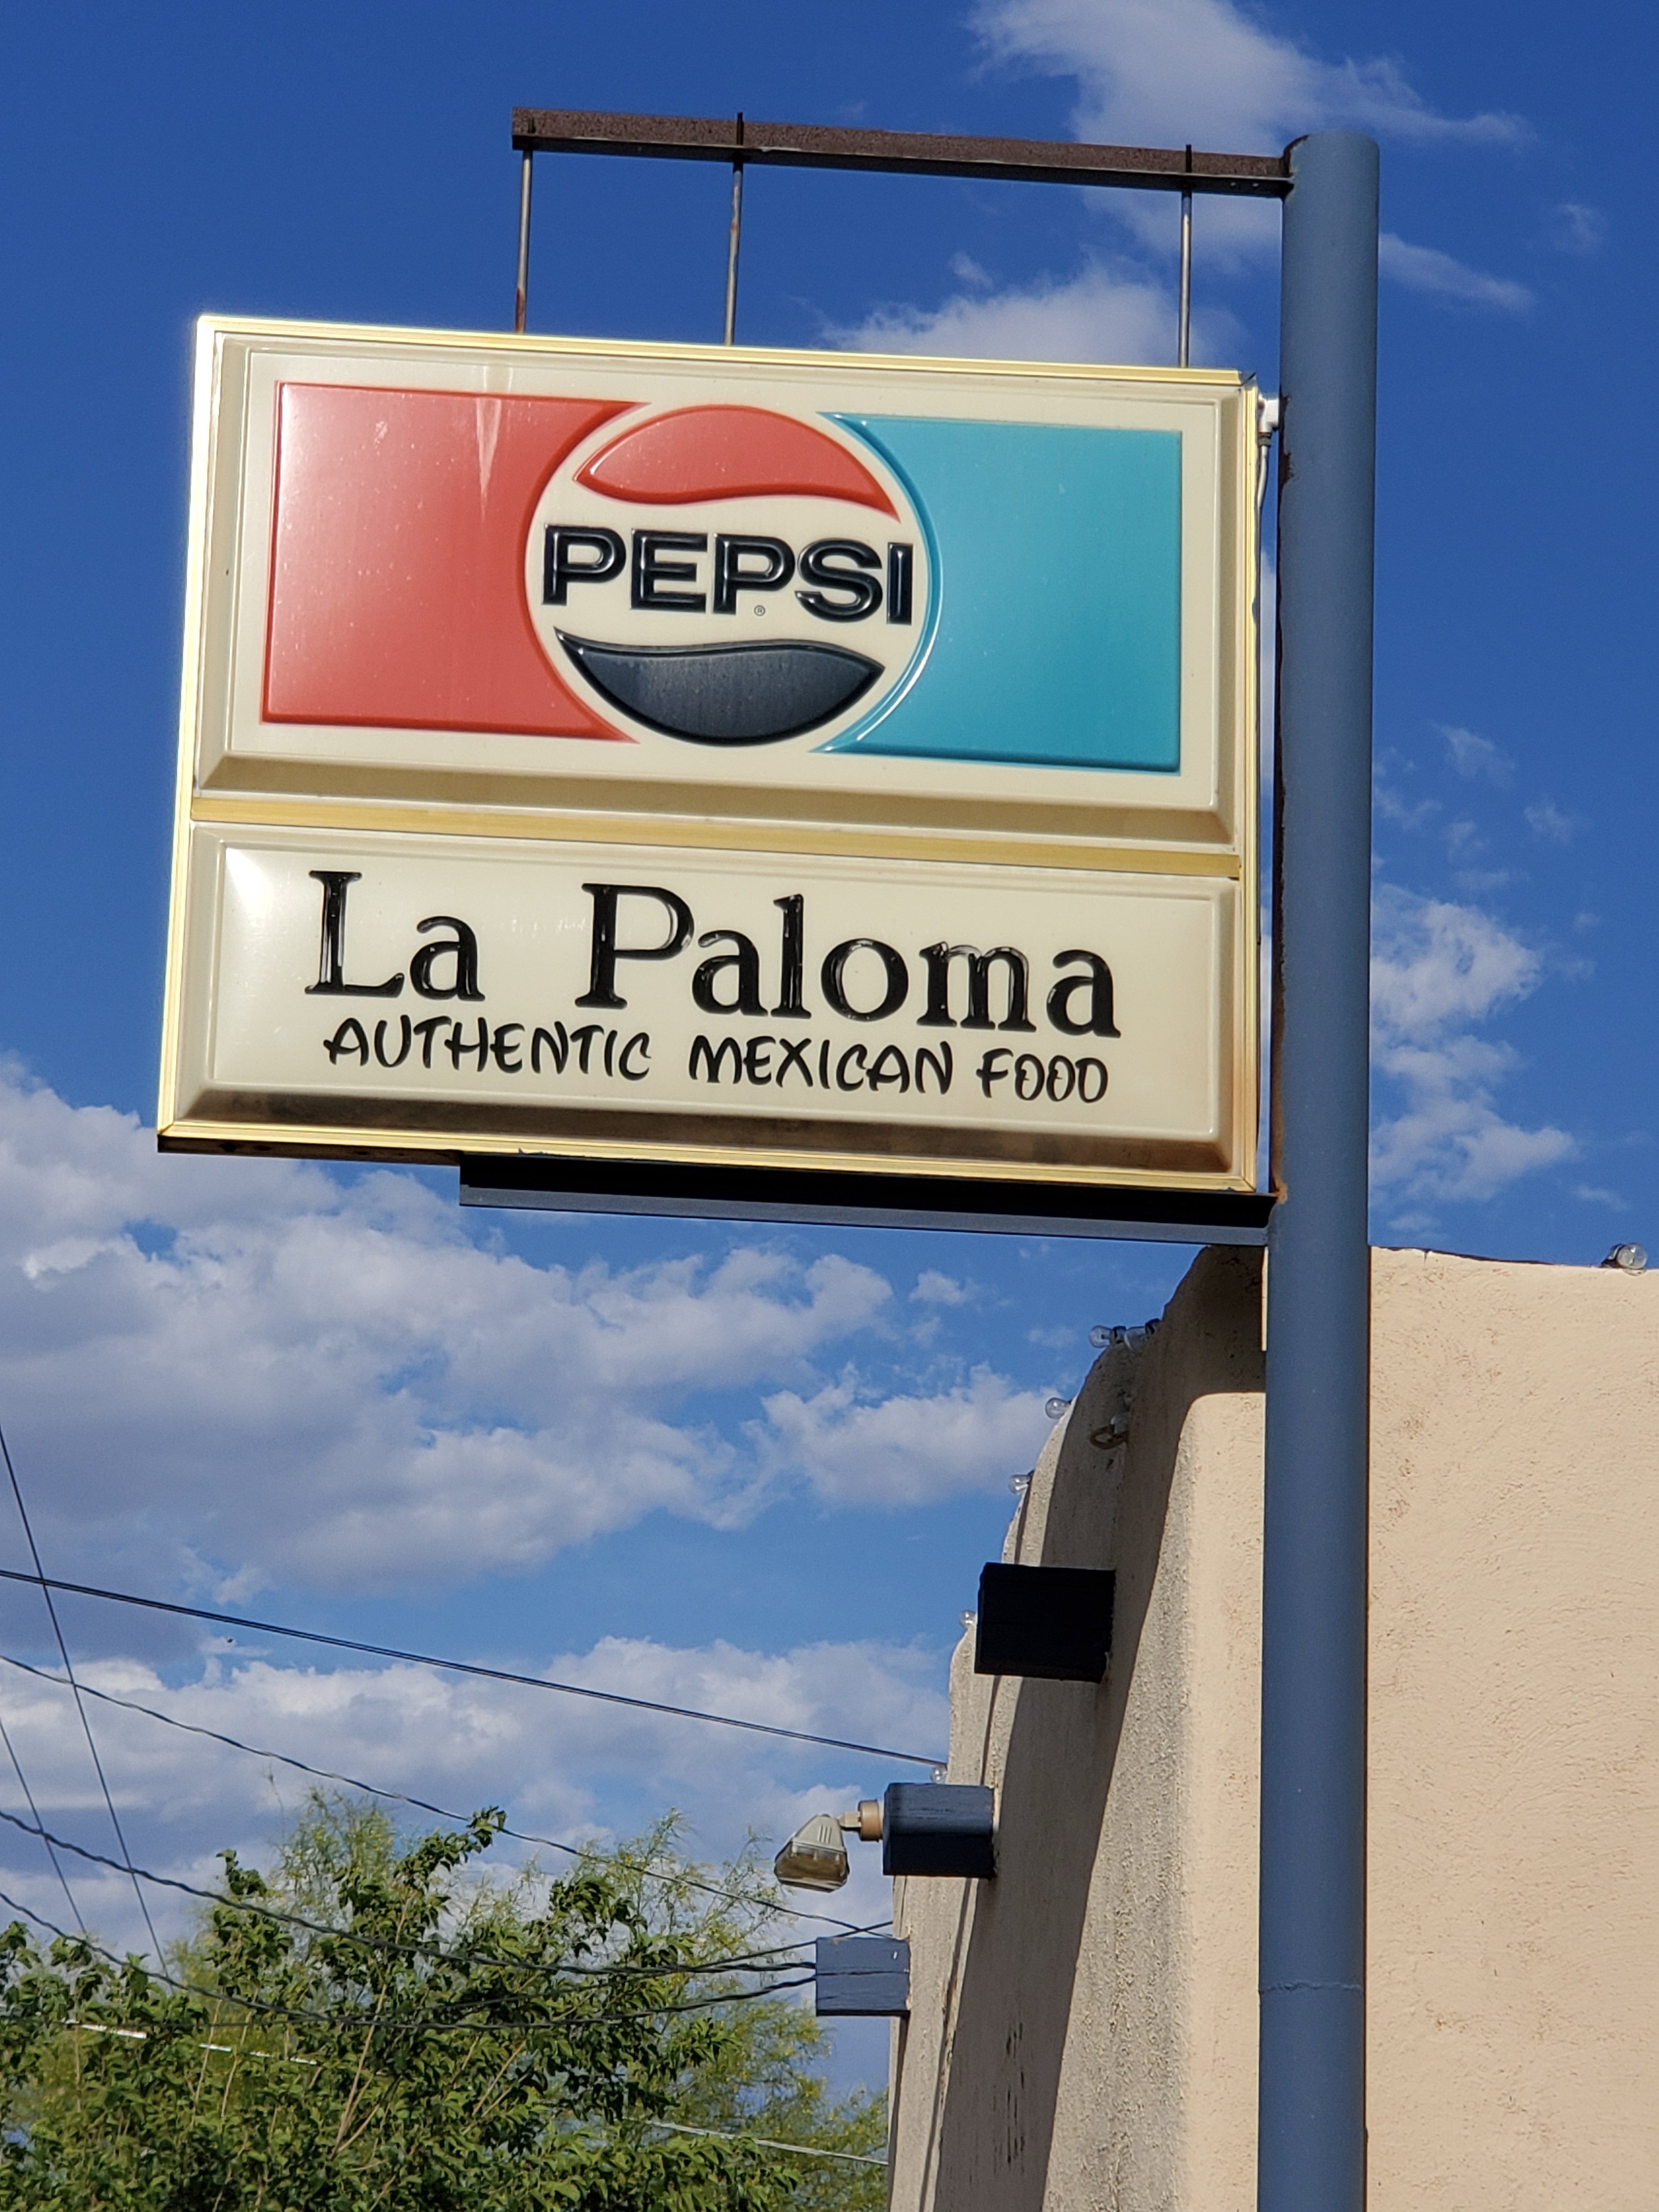 PEPSI
®
La Paloma
AUTHENTIC MEXICAN FOOD